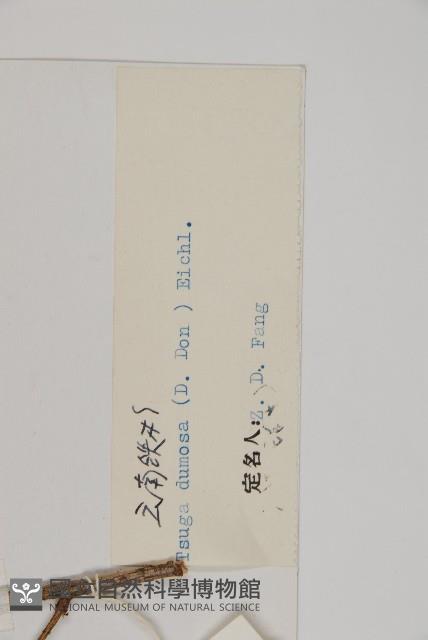 云南铁杉
Tsuga dumosa (D. Don ) Eichl.
定名人:Z. D. Fang
國立自然科學博物館
NATIONAL MUSEUM OF NATURAL SCIENCE